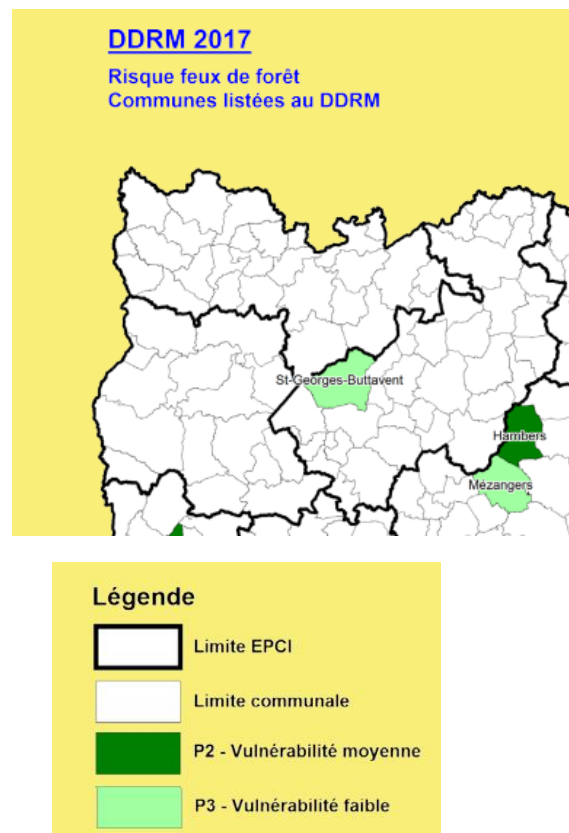 DDRM 2017
Risque feux de forêt
Communes listées au DDRM
St-Georges-Buttavent
Hambers
Mézangers
Légende
Limite EPCI
Limite communale
P2 - Vulnérabilité moyenne
P3 - Vulnérabilité faible